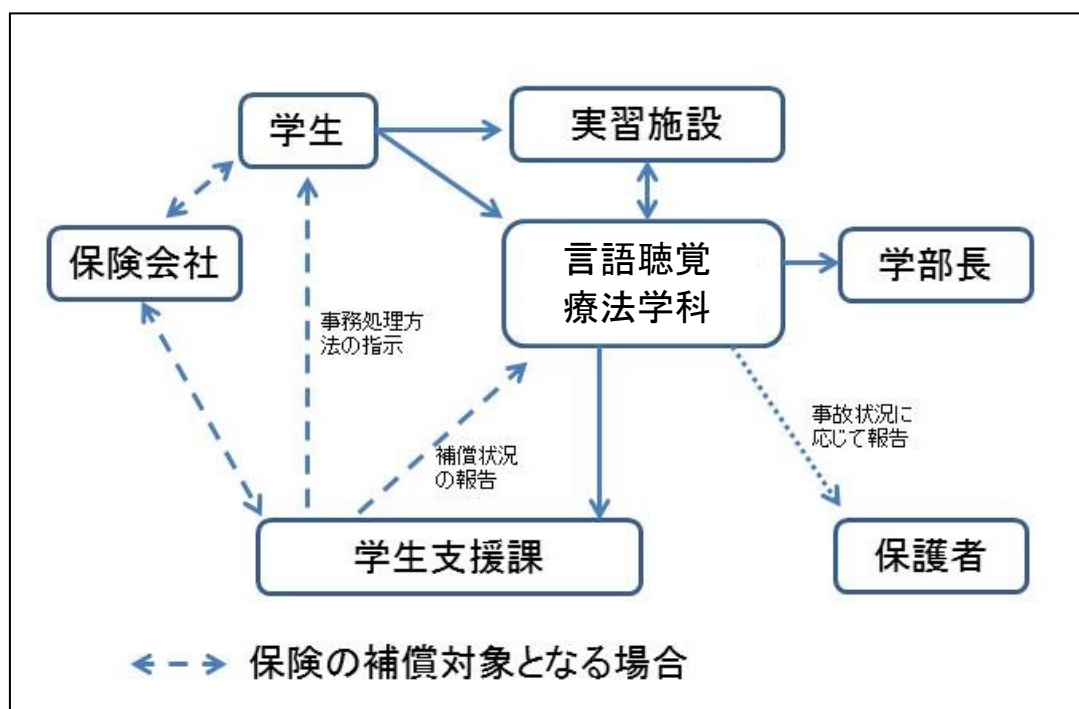 学生
実習施設
保険会社
言語聴覚
療法学科
学部長
事務処理方
法の指示
事故状況に
応じて報告
補償状況
の報告
学生支援課
保護者
保険の補償対象となる場合